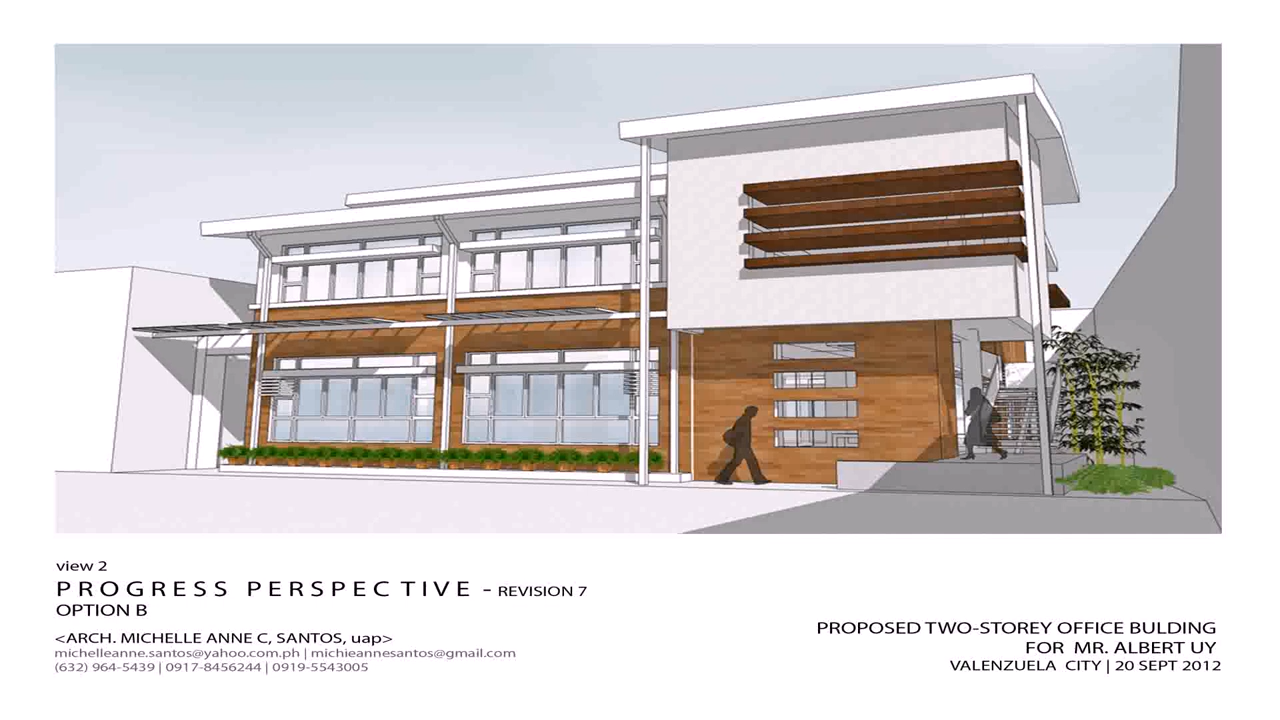 view 2
PROGRESS PERSPECTIVE - REVISION 7
OPTION B
<ARCH. MICHELLE ANNE C, SANTOS, uap>
michelleanne.santos@yahoo.com.ph | michieannesantos@gmail.com
(632) 964-5439 | 0917-8456244 | 0919-5543005
PROPOSED TWO-STOREY OFFICE BULDING
FOR MR. ALBERT UY
VALENZUELA CITY | 20 SEPT 2012